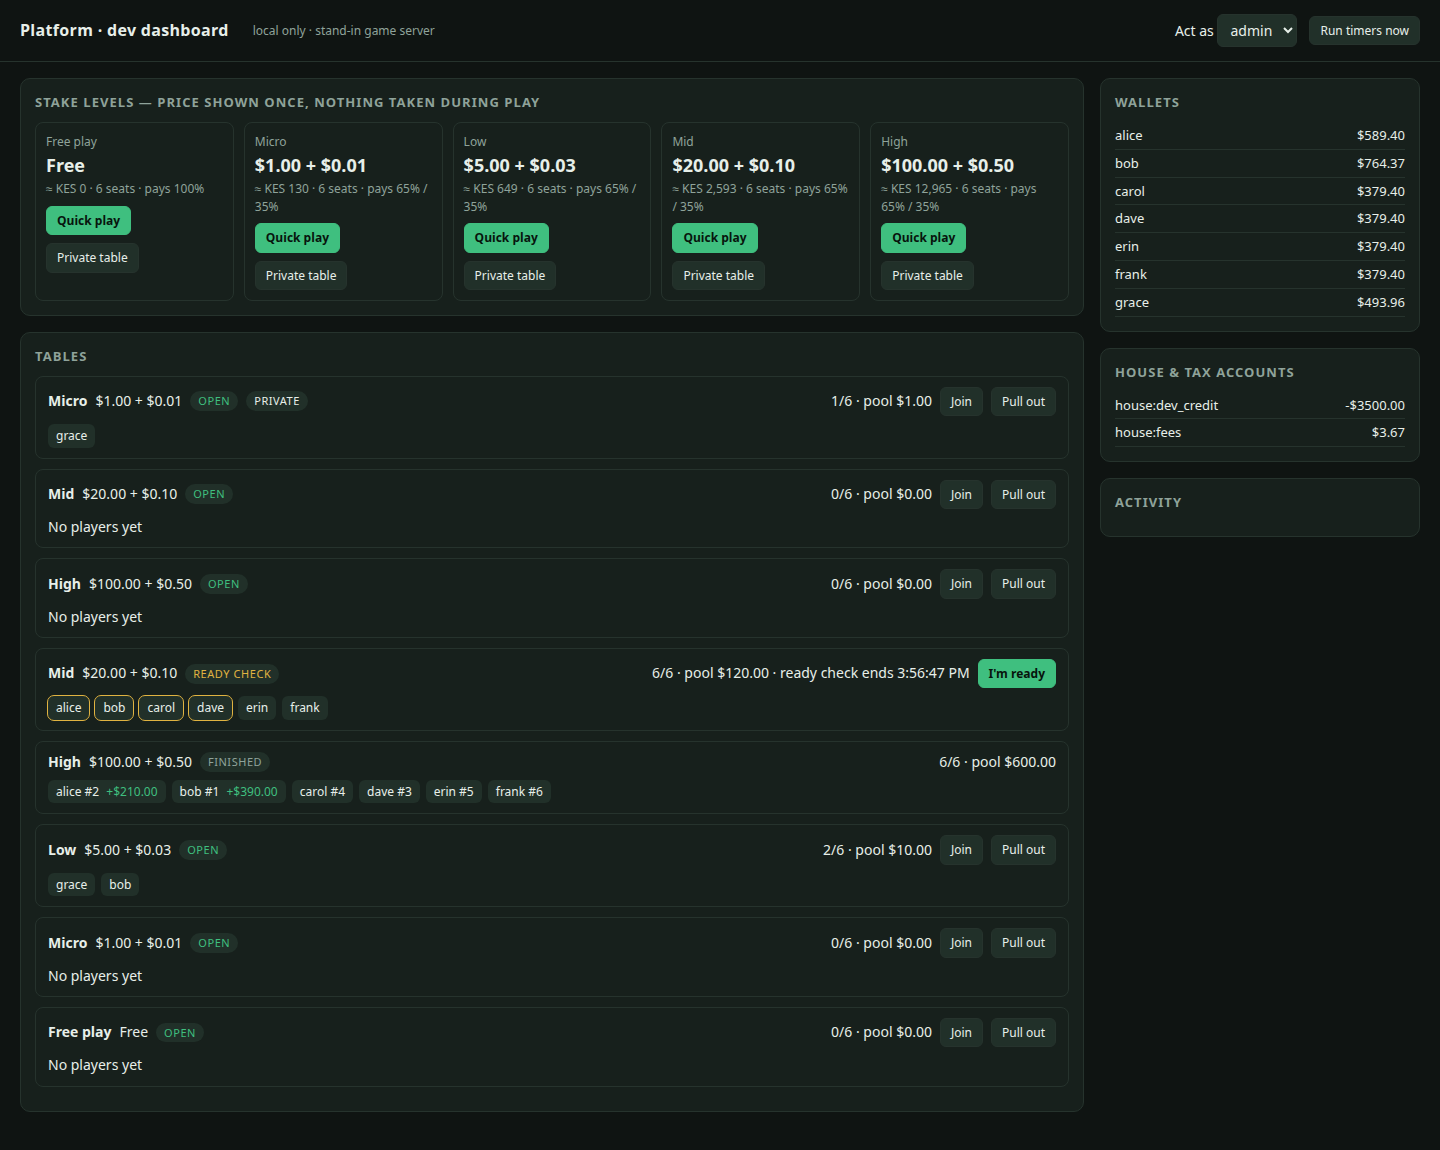 Platform · dev dashboard
local only · stand-in game server
Act as admin
Run timers now
STAKE LEVELS — PRICE SHOWN ONCE, NOTHING TAKEN DURING PLAY
Free play
Free
≈ KES 0 · 6 seats · pays 100%
Quick play
Private table
Micro
$1.00 + $0.01
≈ KES 130 · 6 seats · pays 65% /
35%
Quick play
Private table
Low
$5.00 + $0.03
≈ KES 649 · 6 seats · pays 65% /
35%
Quick play
Private table
Mid
$20.00 + $0.10
≈ KES 2,593 · 6 seats · pays 65%
/ 35%
Quick play
Private table
High
$100.00 + $0.50
≈ KES 12,965 · 6 seats · pays
65% / 35%
Quick play
Private table
TABLES
Micro $1.00 + $0.01 OPEN PRIVATE 1/6 · pool $1.00 Join Pull out
grace
Mid $20.00 + $0.10 OPEN 0/6 · pool $0.00 Join Pull out
No players yet
High $100.00 + $0.50 OPEN 0/6 · pool $0.00 Join Pull out
No players yet
Mid $20.00 + $0.10 READY CHECK 6/6 · pool $120.00 · ready check ends 3:56:47 PM I'm ready
alice bob carol dave erin frank
High $100.00 + $0.50 FINISHED 6/6 · pool $600.00
alice #2 +$210.00 bob #1 +$390.00 carol #4 dave #3 erin #5 frank #6
Low $5.00 + $0.03 OPEN 2/6 · pool $10.00 Join Pull out
grace bob
Micro $1.00 + $0.01 OPEN 0/6 · pool $0.00 Join Pull out
No players yet
Free play Free OPEN 0/6 · pool $0.00 Join Pull out
No players yet
WALLETS
alice $589.40
bob $764.37
carol $379.40
dave $379.40
erin $379.40
frank $379.40
grace $493.96
HOUSE & TAX ACCOUNTS
house:dev_credit -$3500.00
house:fees $3.67
ACTIVITY